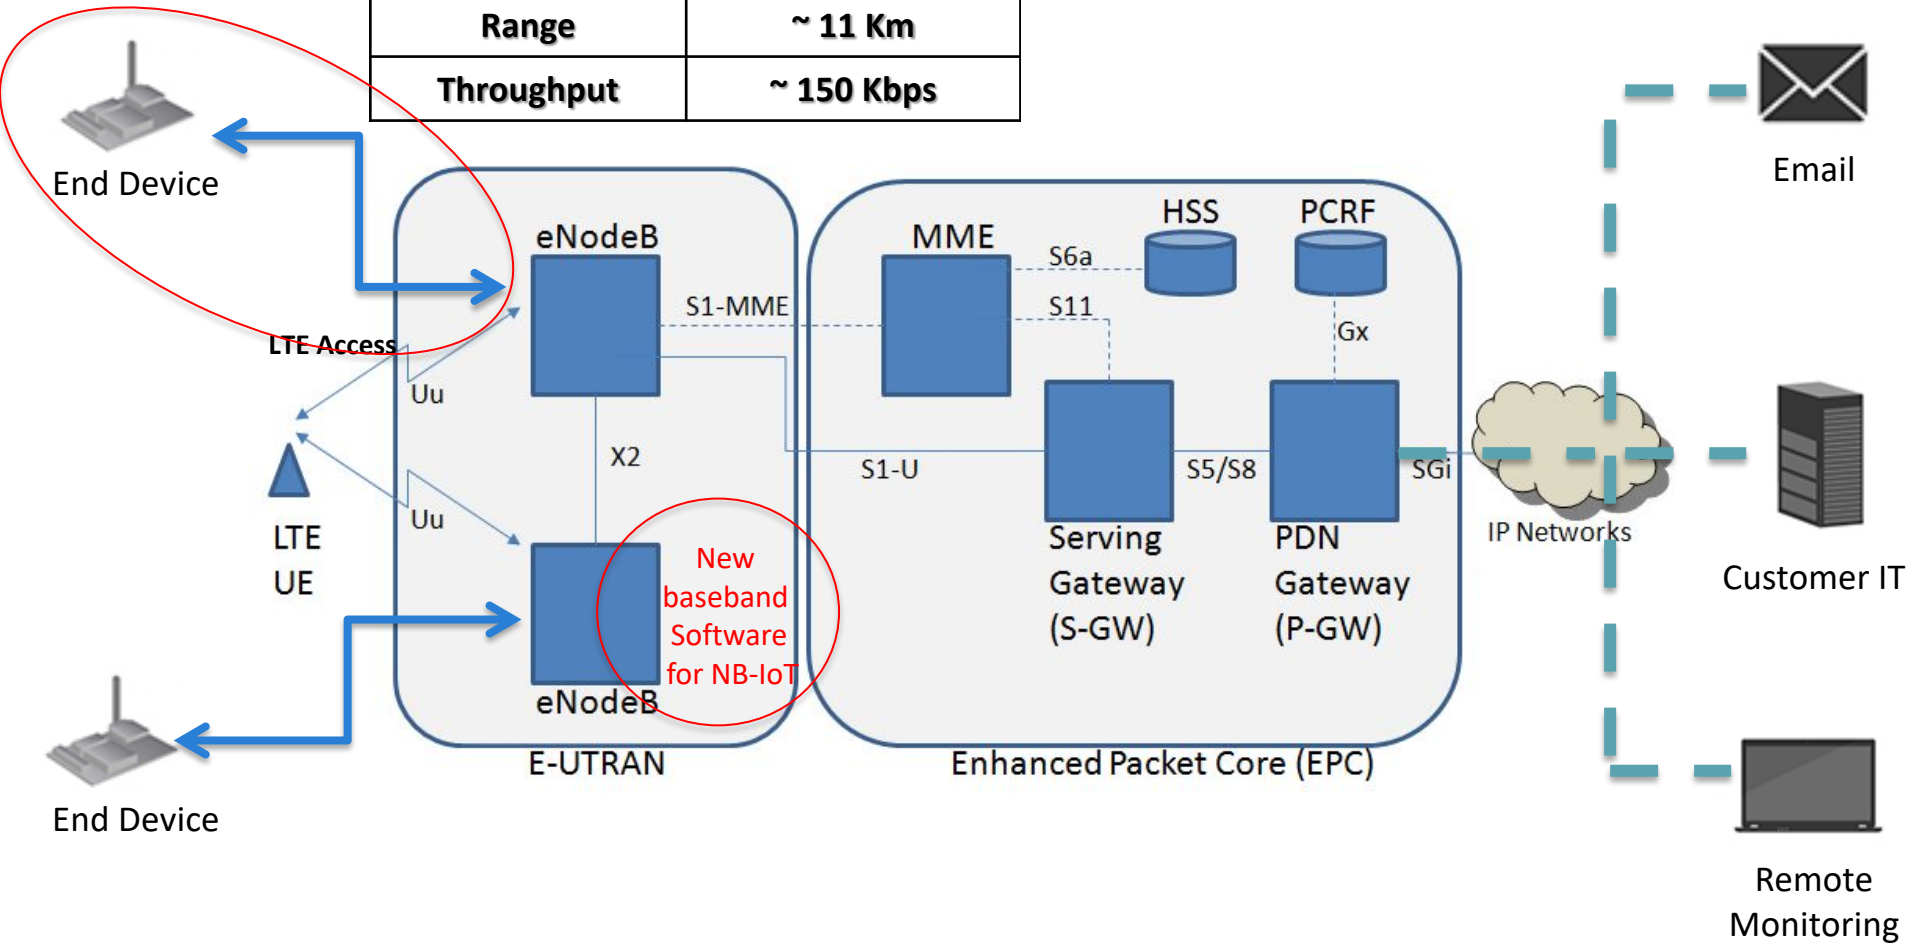 Range
~ 11 Km
Throughput
~ 150 Kbps
End Device
Email
eNodeB
MME
HSS
PCRF
S6a
S1-MME
S11
Gx
LTE Access
Uu
X2
S1-U
S5/S8
SGi
Uu
LTE
UE
IP Networks
Serving
Gateway
(S-GW)
PDN
Gateway
(P-GW)
New
baseband
Software
for NB-IoT
Customer IT
eNodeB
E-UTRAN
Enhanced Packet Core (EPC)
End Device
Remote
Monitoring